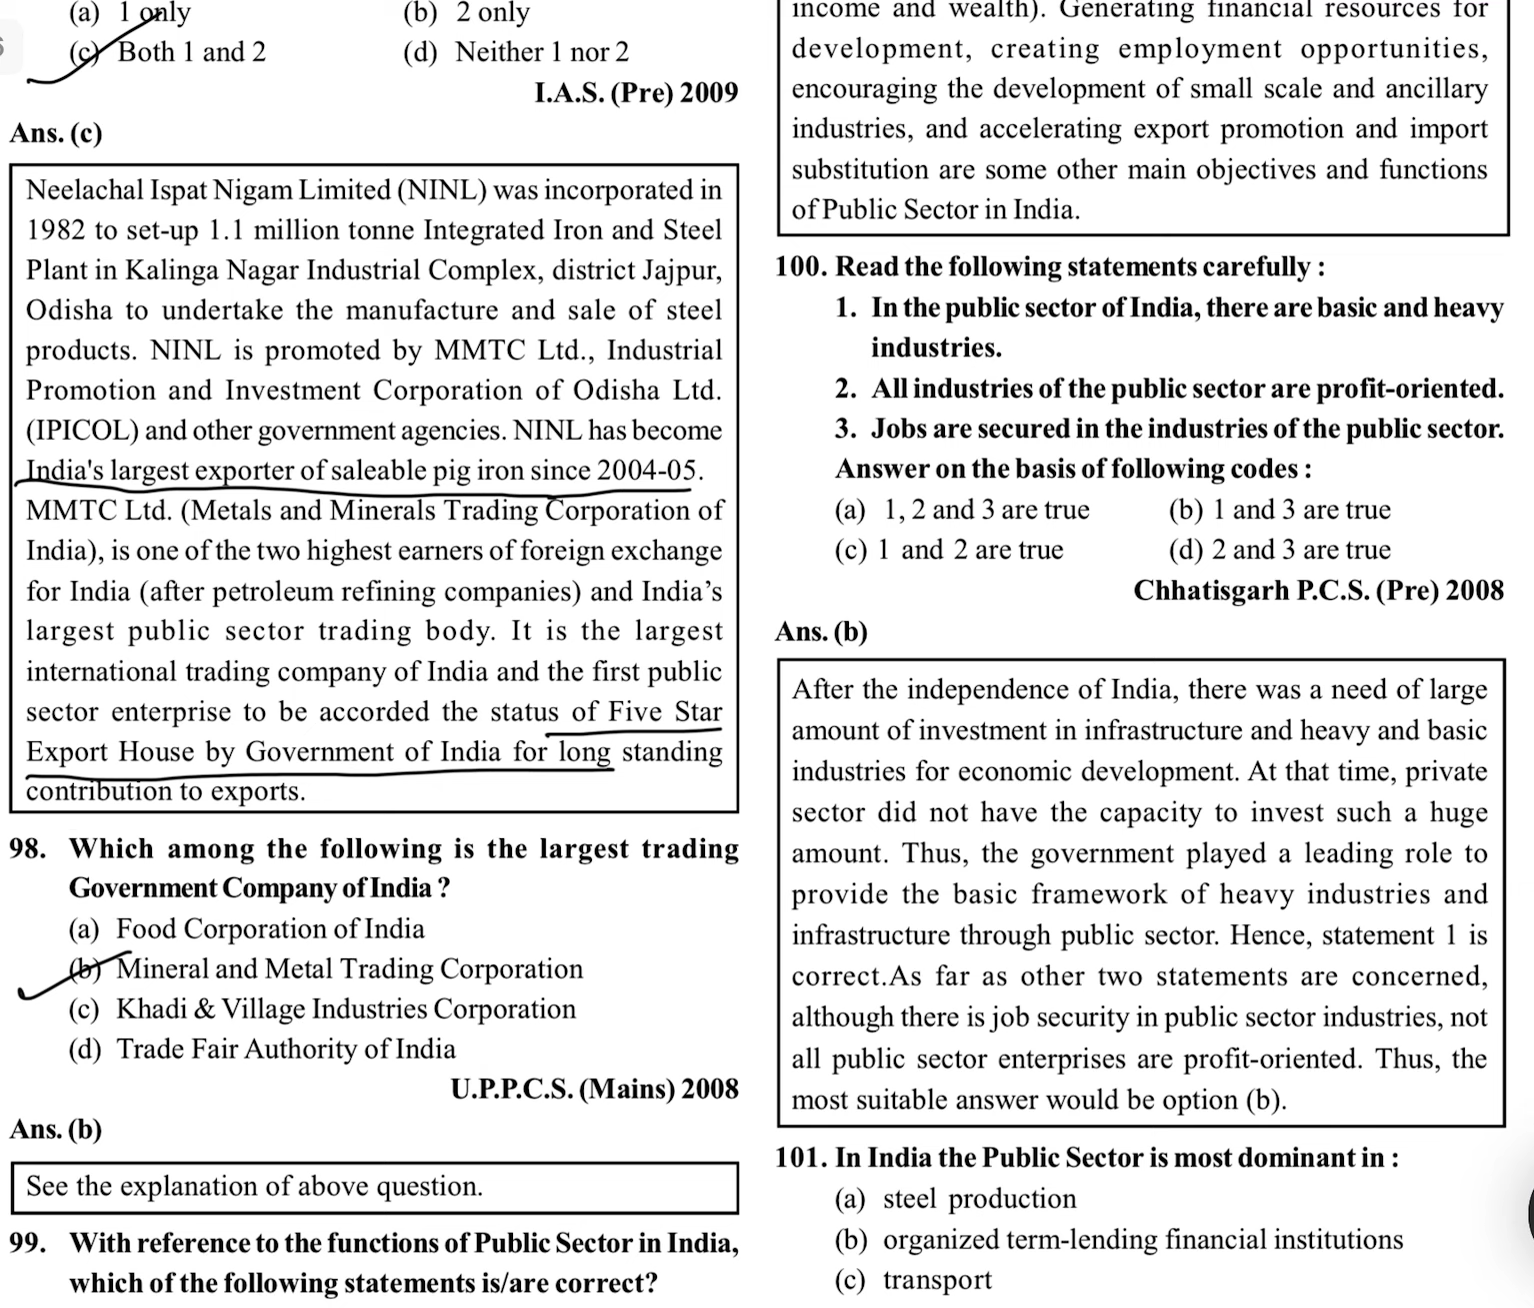 (a) 1 only (b) 2 only
(c) Both 1 and 2 (d) Neither 1 nor 2
I.A.S. (Pre) 2009
Ans. (c)
Neelachal Ispat Nigam Limited (NINL) was incorporated in
1982 to set-up 1.1 million tonne Integrated Iron and Steel
Plant in Kalinga Nagar Industrial Complex, district Jajpur,
Odisha to undertake the manufacture and sale of steel
products. NINL is promoted by MMTC Ltd., Industrial
Promotion and Investment Corporation of Odisha Ltd.
(IPICOL) and other government agencies. NINL has become
India's largest exporter of saleable pig iron since 2004-05.
MMTC Ltd. (Metals and Minerals Trading Corporation of
India), is one of the two highest earners of foreign exchange
for India (after petroleum refining companies) and India’s
largest public sector trading body. It is the largest
international trading company of India and the first public
sector enterprise to be accorded the status of Five Star
Export House by Government of India for long standing
contribution to exports.
98. Which among the following is the largest trading
Government Company of India ?
(a) Food Corporation of India
(b) Mineral and Metal Trading Corporation
(c) Khadi & Village Industries Corporation
(d) Trade Fair Authority of India
U.P.P.C.S. (Mains) 2008
Ans. (b)
See the explanation of above question.
99. With reference to the functions of Public Sector in India,
which of the following statements is/are correct?
income and wealth). Generating financial resources for
development, creating employment opportunities,
encouraging the development of small scale and ancillary
industries, and accelerating export promotion and import
substitution are some other main objectives and functions
of Public Sector in India.
100. Read the following statements carefully :
1. In the public sector of India, there are basic and heavy
industries.
2. All industries of the public sector are profit-oriented.
3. Jobs are secured in the industries of the public sector.
Answer on the basis of following codes :
(a) 1, 2 and 3 are true (b) 1 and 3 are true
(c) 1 and 2 are true (d) 2 and 3 are true
Chhatisgarh P.C.S. (Pre) 2008
Ans. (b)
After the independence of India, there was a need of large
amount of investment in infrastructure and heavy and basic
industries for economic development. At that time, private
sector did not have the capacity to invest such a huge
amount. Thus, the government played a leading role to
provide the basic framework of heavy industries and
infrastructure through public sector. Hence, statement 1 is
correct.As far as other two statements are concerned,
although there is job security in public sector industries, not
all public sector enterprises are profit-oriented. Thus, the
most suitable answer would be option (b).
101. In India the Public Sector is most dominant in :
(a) steel production
(b) organized term-lending financial institutions
(c) transport